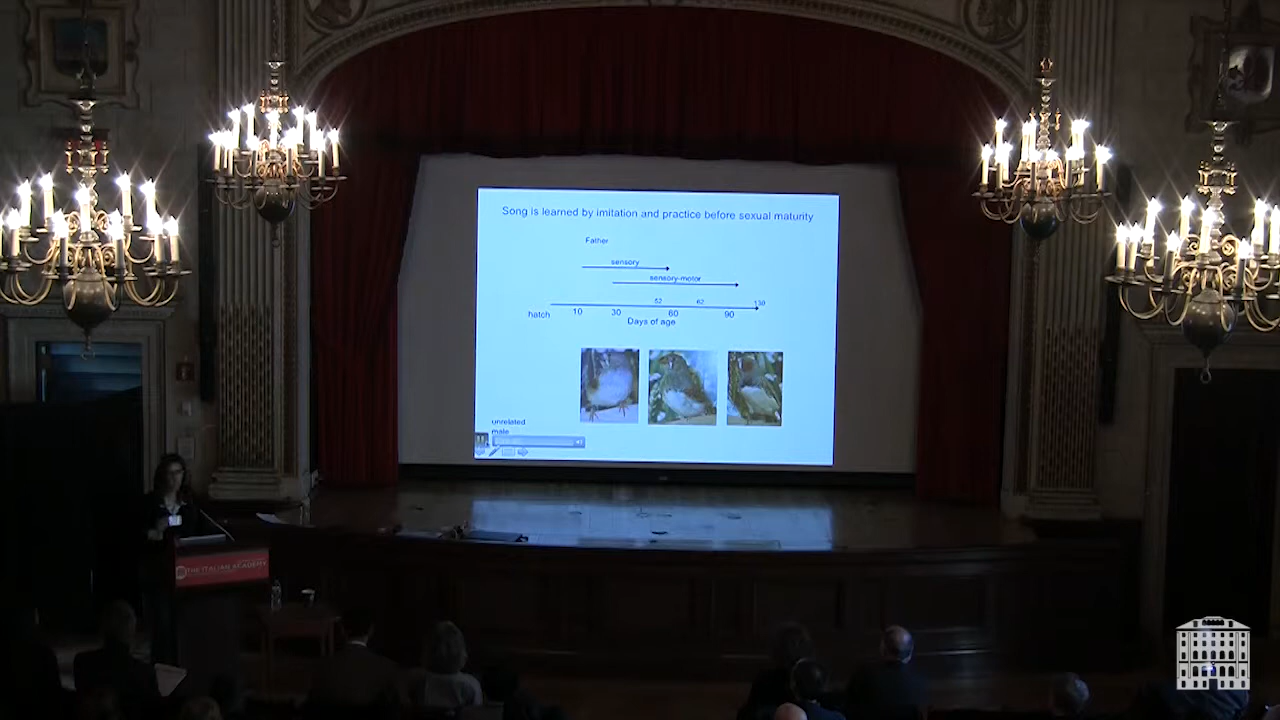 Song is learned by imitation and practice before sexual maturity
Father
sensory
sensory-motor
52 62 130
hatch 10 30 60 90
Days of age
unrelated
male
THE ITALIAN ACADEMY